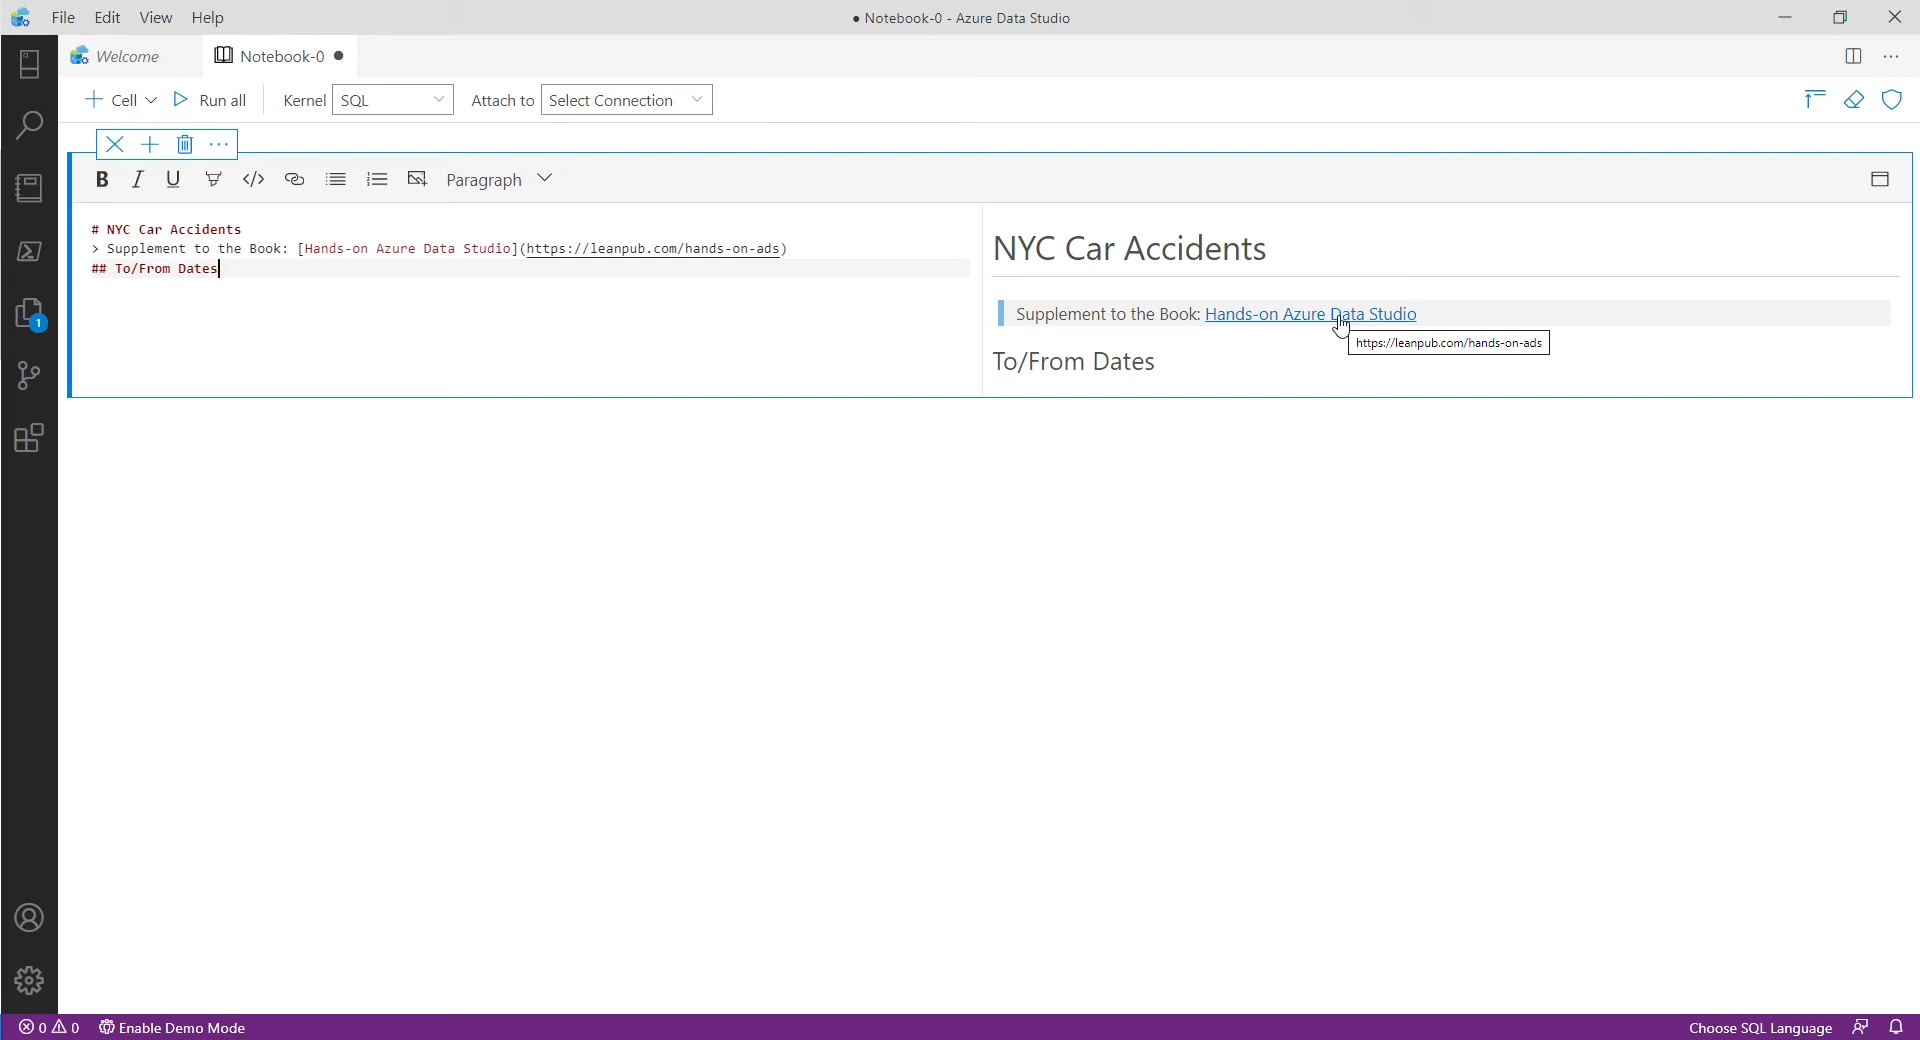 File Edit View Help
● Notebook-0 - Azure Data Studio
Welcome
Notebook-0 ●
Cell
Run all
Kernel SQL
Attach to Select Connection
B I U </> Paragraph
# NYC Car Accidents
> Supplement to the Book: [Hands-on Azure Data Studio](https://leanpub.com/hands-on-ads)
## To/From Dates
NYC Car Accidents
Supplement to the Book: Hands-on Azure Data Studio
https://leanpub.com/hands-on-ads
To/From Dates
1
0 0 Enable Demo Mode
Choose SQL Language